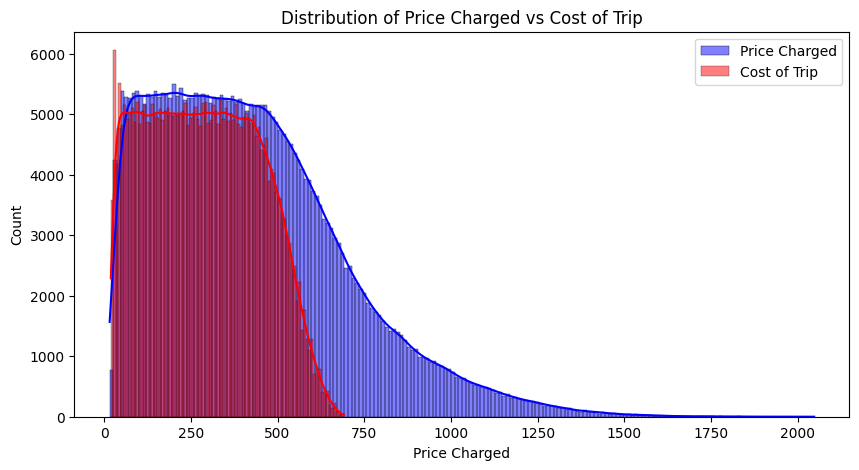 Distribution of Price Charged vs Cost of Trip
Price Charged
Cost of Trip
6000
5000
4000
3000
2000
1000
0
Count
0 250 500 750 1000 1250 1500 1750 2000
Price Charged